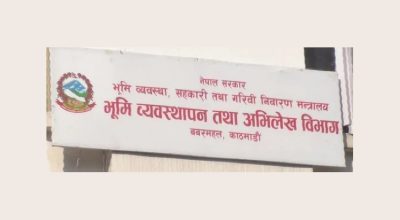 नेपाल सरकार
भूमि व्यवस्था, सहकारी तथा गरिवी निवारण मन्त्रालय
भूमि व्यवस्थापन तथा अभिलेख विभाग
बबरमहल, काठमाडौं